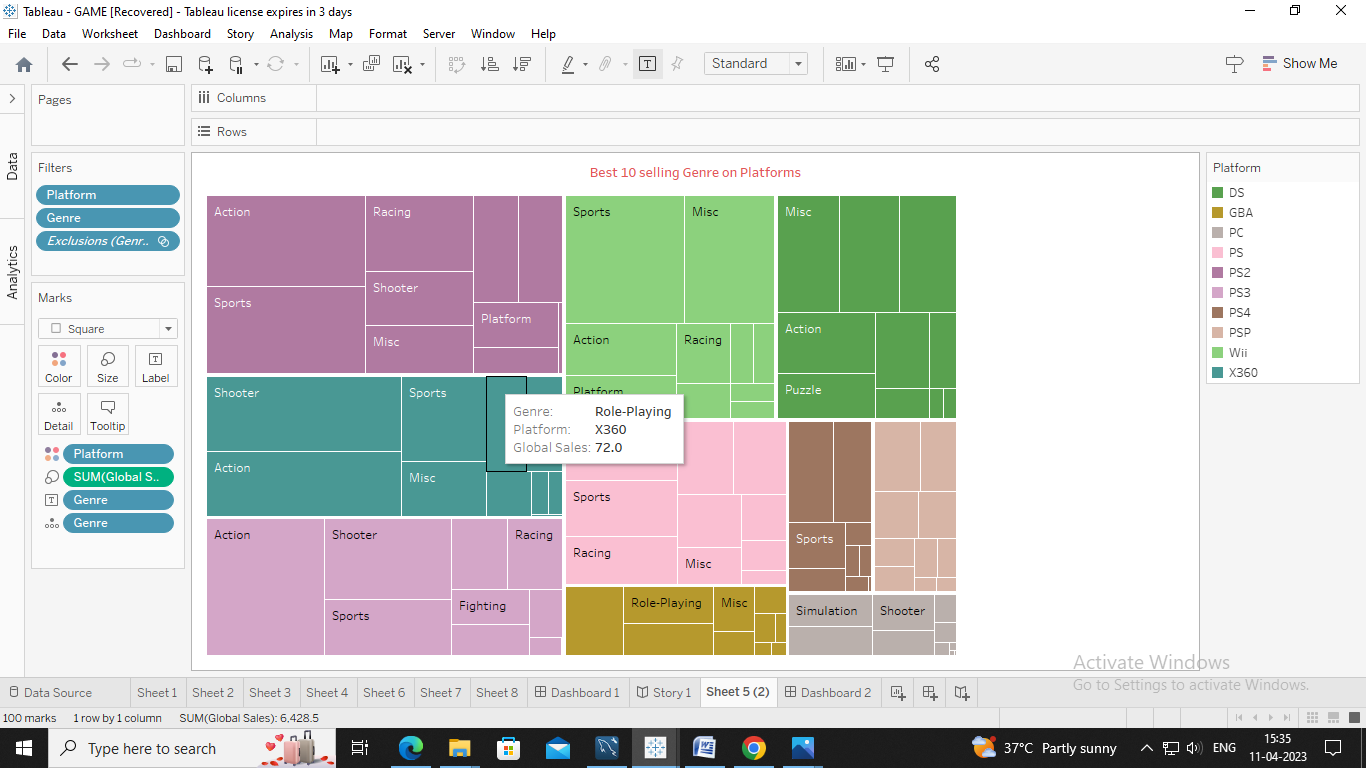 Tableau - GAME [Recovered] - Tableau license expires in 3 days
File Data Worksheet Dashboard Story Analysis Map Format Server Window Help
Standard
Show Me
Pages
Columns
Rows
Data
Analytics
Filters
Platform
Genre
Exclusions (Genr..
Marks
Square
Color Size Label
Detail Tooltip
Platform
SUM(Global S..
Genre
Genre
Best 10 selling Genre on Platforms
Action
Racing
Sports
Shooter
Misc
Platform
Sports
Misc
Action
Racing
Platform
Misc
Action
Puzzle
Shooter
Sports
Action
Misc
Genre: Role-Playing
Platform: X360
Global Sales: 72.0
Sports
Racing
Misc
Sports
Action
Shooter
Racing
Sports
Fighting
Role-Playing
Misc
Simulation
Shooter
Platform
DS
GBA
PC
PS
PS2
PS3
PS4
PSP
Wii
X360
Activate Windows
Go to Settings to activate Windows.
Data Source Sheet 1 Sheet 2 Sheet 3 Sheet 4 Sheet 6 Sheet 7 Sheet 8 Dashboard 1 Story 1 Sheet 5 (2) Dashboard 2
100 marks 1 row by 1 column SUM(Global Sales): 6,428.5
Type here to search
37°C Partly sunny
ENG
15:35
11-04-2023